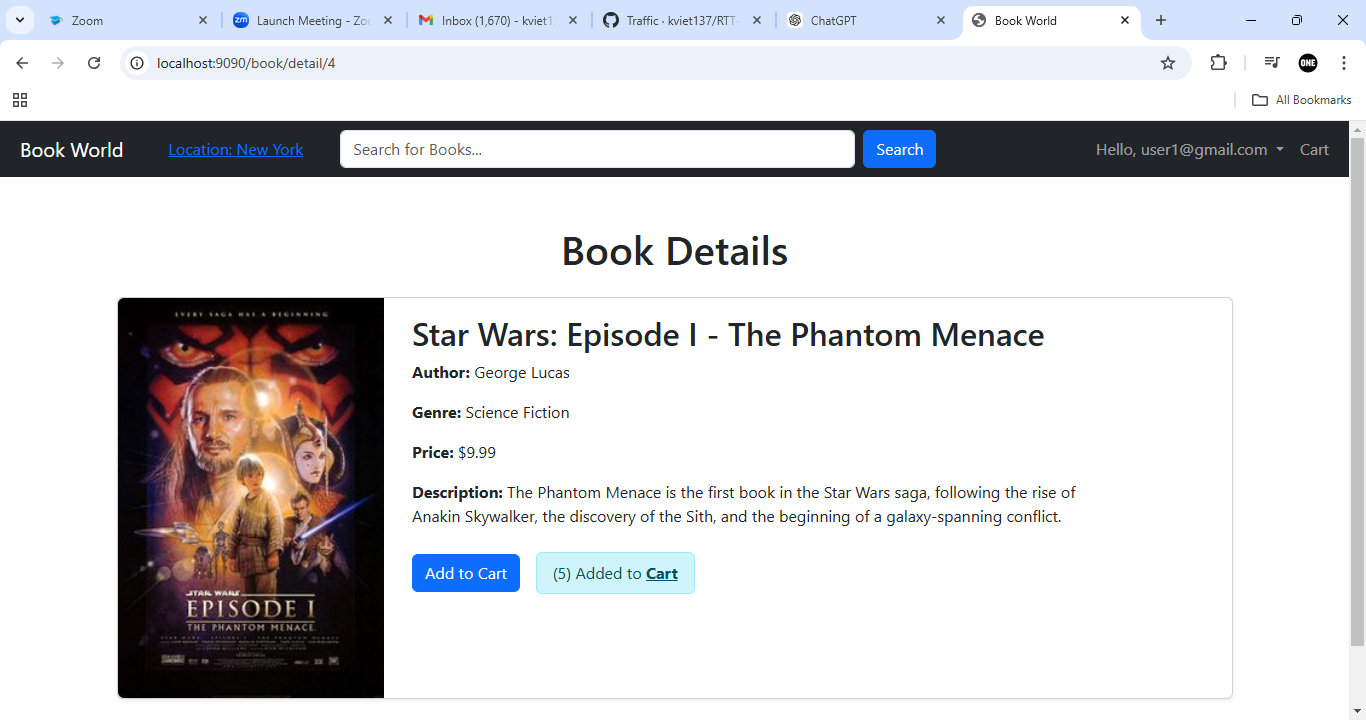 Zoom
Launch Meeting - Zoo
Inbox (1,670) - kviet13
Traffic · kviet137/RTT-
ChatGPT
Book World
localhost:9090/book/detail/4
ONE
All Bookmarks
Book World
Location: New York
Search for Books...
Search
Hello, user1@gmail.com
Cart
Book Details
EVERY SAGA HAS A BEGINNING
STAR WARS
EPISODE I
THE PHANTOM MENACE
Star Wars: Episode I - The Phantom Menace
Author: George Lucas
Genre: Science Fiction
Price: $9.99
Description: The Phantom Menace is the first book in the Star Wars saga, following the rise of
Anakin Skywalker, the discovery of the Sith, and the beginning of a galaxy-spanning conflict.
Add to Cart
(5) Added to Cart